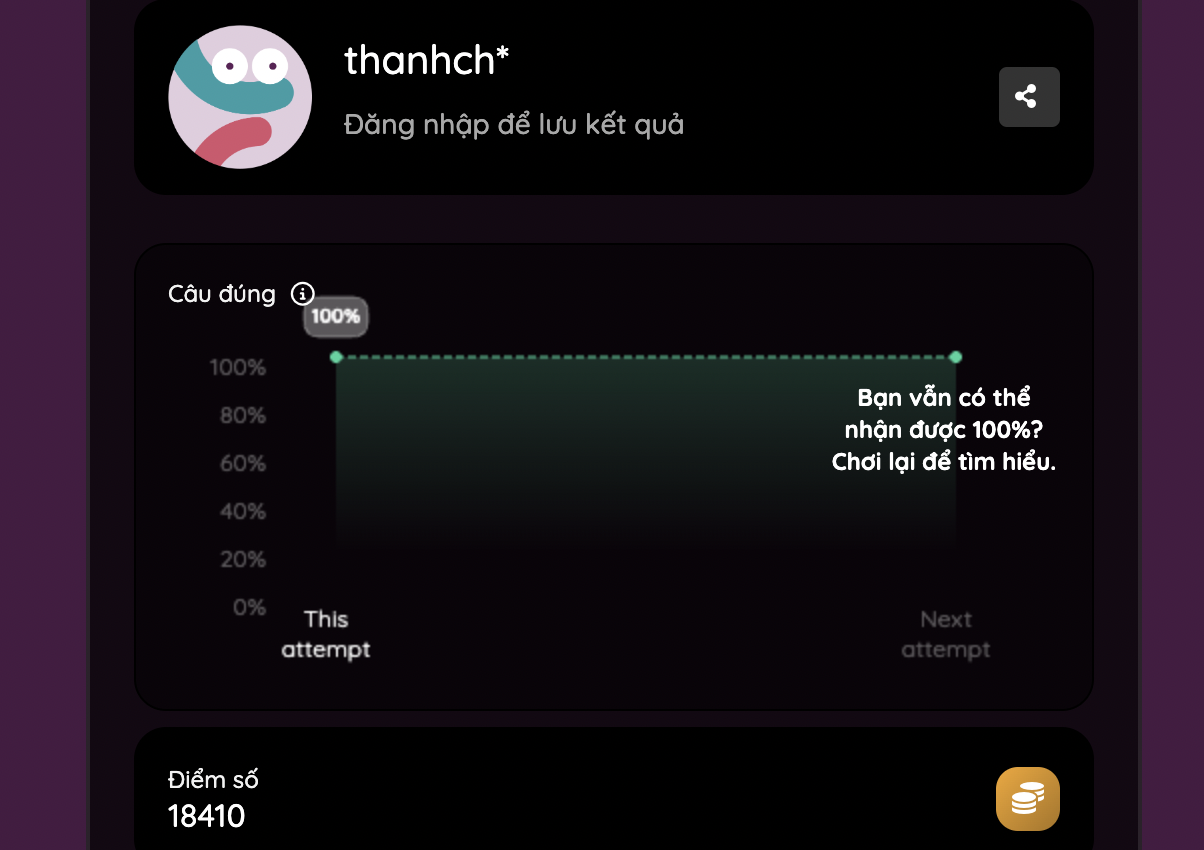 thanhch*
Đăng nhập để lưu kết quả
Câu đúng
100%
100%
80%
60%
40%
20%
0%
Bạn vẫn có thể
nhận được 100%?
Chơi lại để tìm hiểu.
This
attempt
Next
attempt
Điểm số
18410